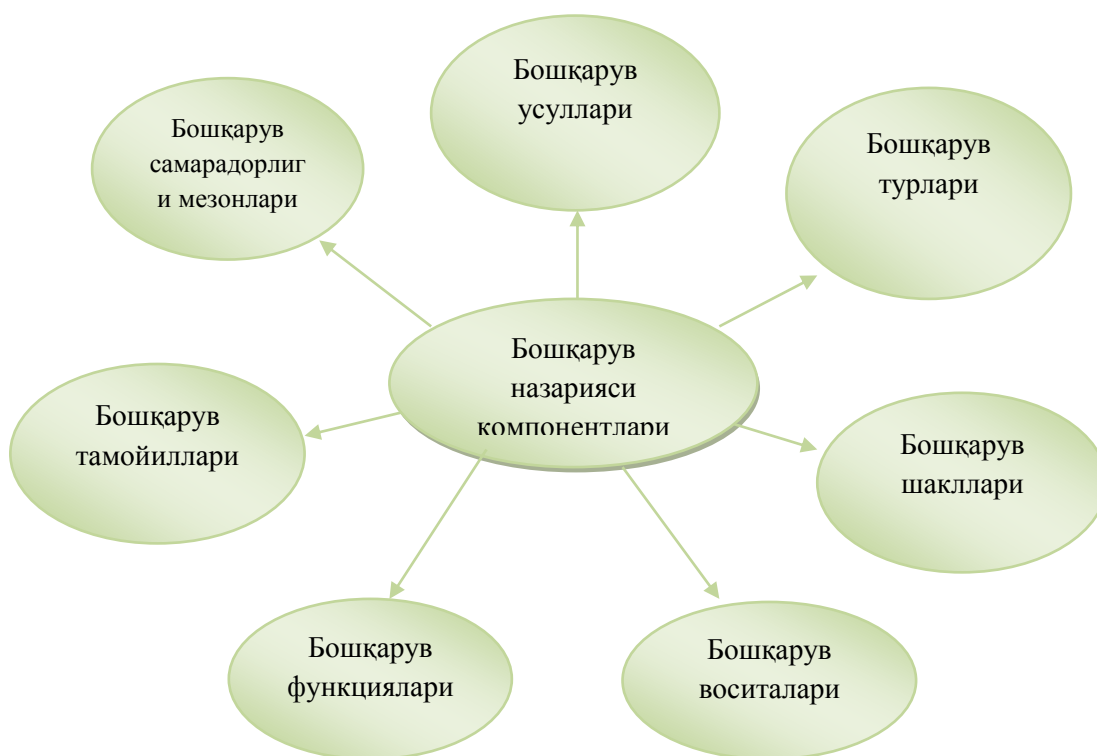 Бошқарув
усуллари
Бошқарув
самарадорлиг
и мезонлари
Бошқарув
турлари
Бошқарув
назарияси
компонентлари
Бошқарув
тамойиллари
Бошқарув
шакллари
Бошқарув
функциялари
Бошқарув
воситалари